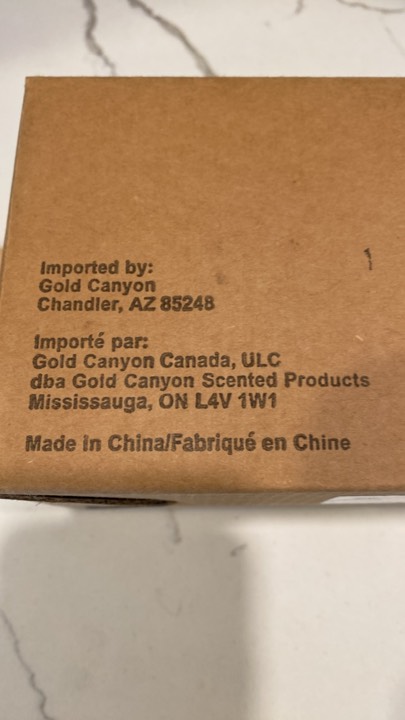 Imported by:
Gold Canyon
Chandler, AZ 85248
Importé par:
Gold Canyon Canada, ULC
dba Gold Canyon Scented Products
Mississauga, ON L4V 1W1
Made in China/Fabriqué en Chine